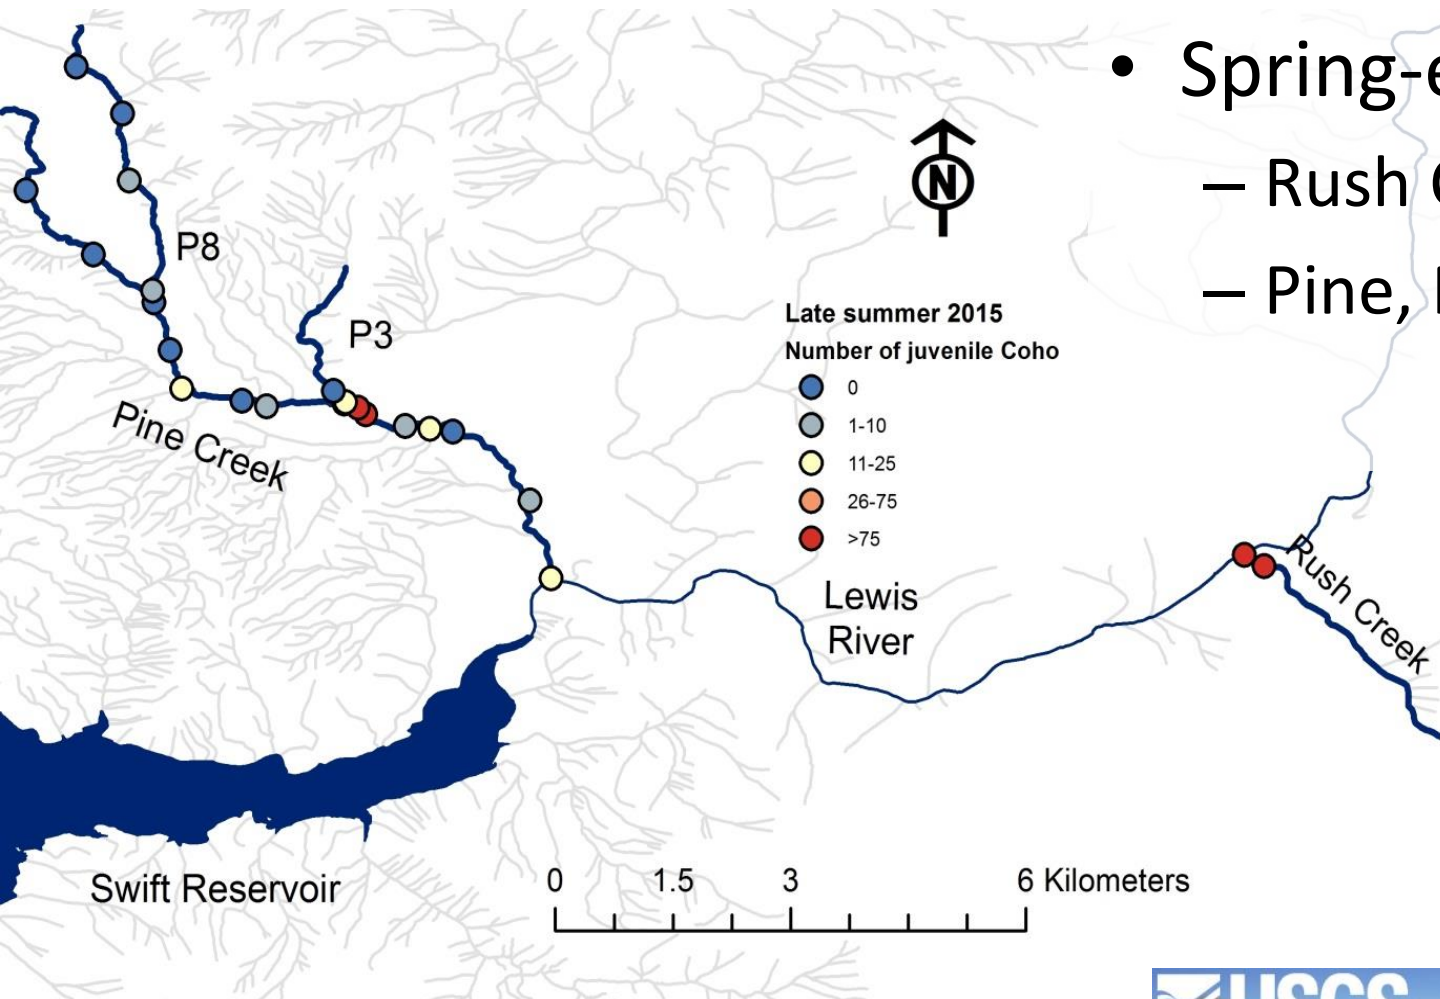 • Spring-e
– Rush
– Pine,
P8
P3
Pine Creek
Late summer 2015
Number of juvenile Coho
0
1-10
11-25
26-75
>75
N
Lewis
River
Rush Creek
Swift Reservoir
0 1.5 3 6 Kilometers
USGS